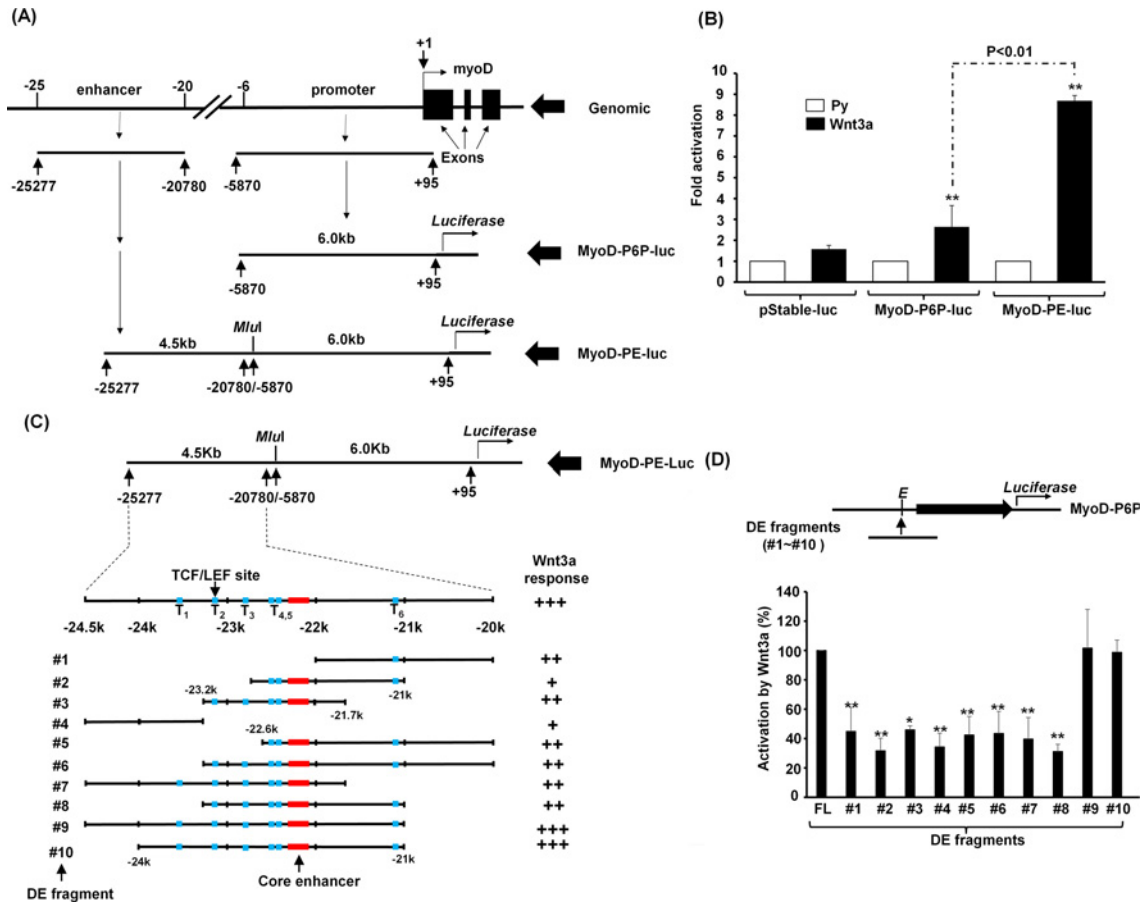 (A)
+1
myoD
-25
enhancer
-20
-6
promoter
Genomic
Exons
-25277
-20780
-5870
+95
Luciferase
6.0kb
MyoD-P6P-luc
-5870
+95
MluI
Luciferase
4.5kb
6.0kb
MyoD-PE-luc
-25277
-20780/-5870
+95
(B)
P<0.01
10
9
8
7
6
5
4
3
2
1
0
Fold activation
Py
Wnt3a
**
**
pStable-luc
MyoD-P6P-luc
MyoD-PE-luc
(C)
MluI
Luciferase
4.5Kb
6.0Kb
MyoD-PE-Luc
-25277
-20780/-5870
+95
TCF/LEF site
Wnt3a
response
T1
T2
T3
T4,5
T6
+++
-24.5k
-24k
-23k
-22k
-21k
-20k
#1
++
#2
-21k
+
#3
-23.2k
-21.7k
++
#4
+
#5
-22.6k
++
#6
++
#7
++
#8
++
#9
+++
#10
-24k
-21k
+++
Core enhancer
DE fragment
(D)
E
Luciferase
MyoD-P6P
DE fragments
(#1~#10 )
140
120
100
80
60
40
20
0
Activation by Wnt3a (%)
**
**
*
**
**
**
**
**
FL
#1
#2
#3
#4
#5
#6
#7
#8
#9
#10
DE fragments